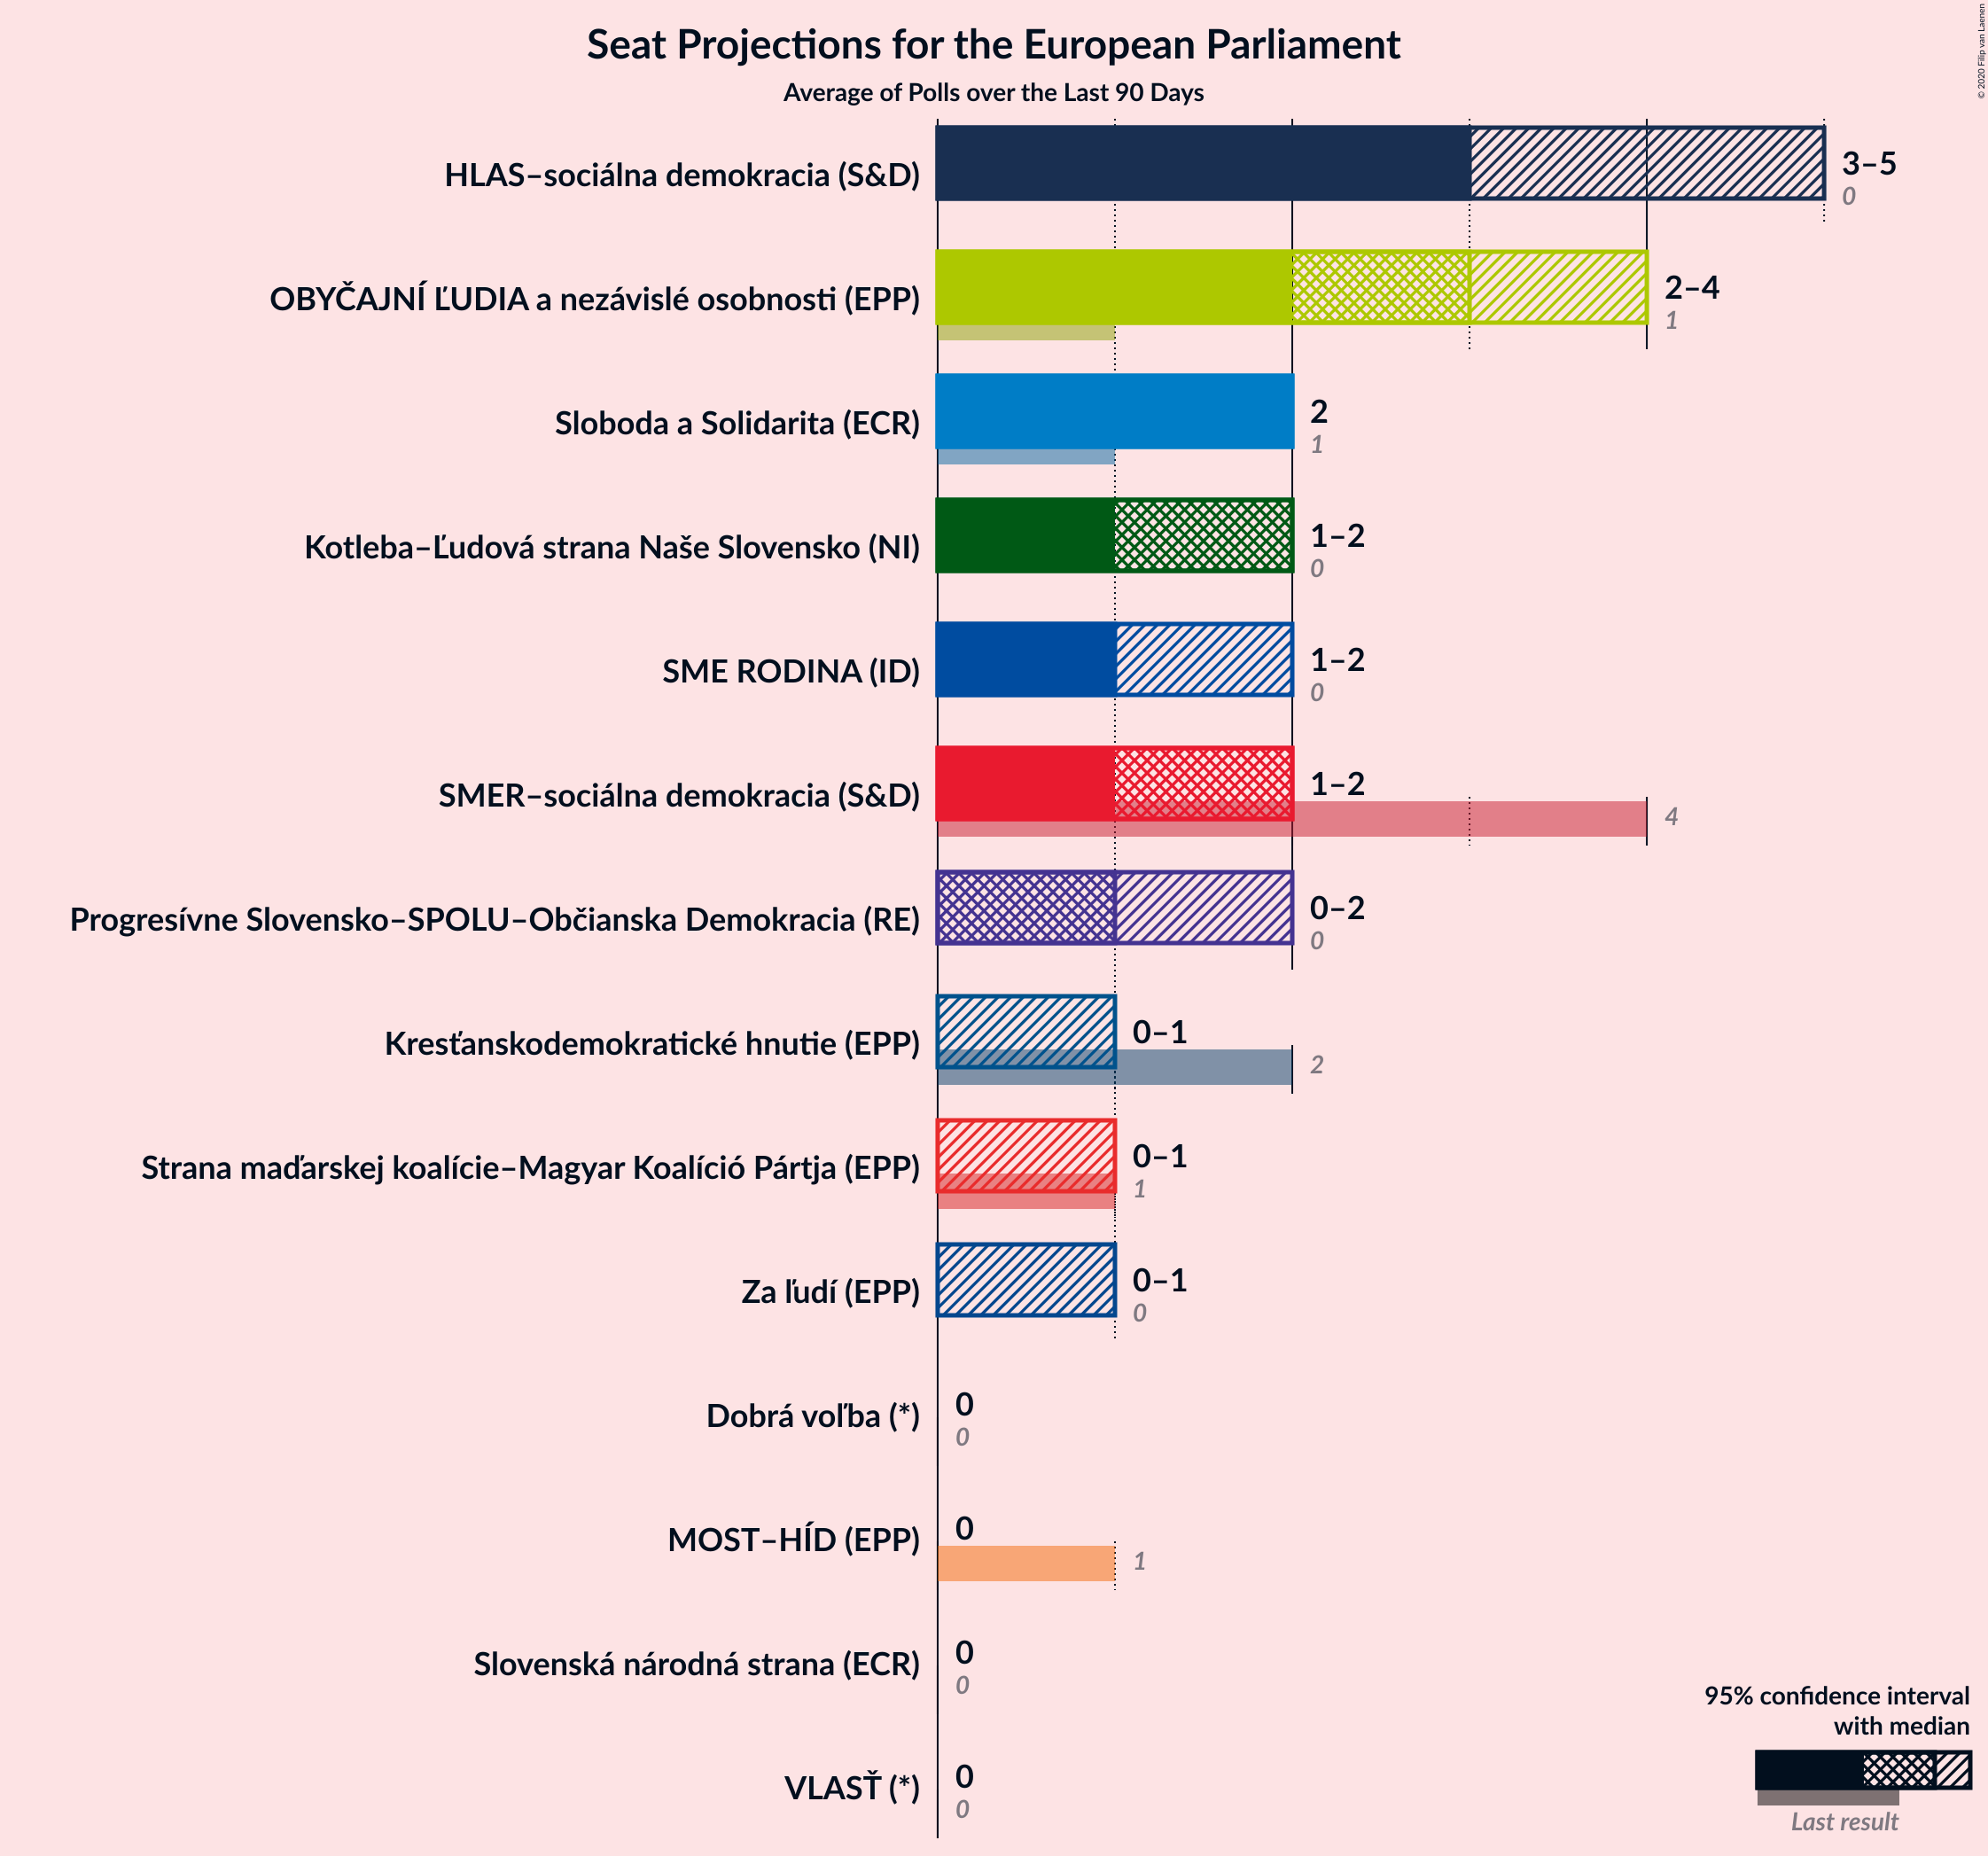 Seat Projections for the European Parliament
Average of Polls over the Last 90 Days
© 2020 Filip van Laenen
HLAS–sociálna demokracia (S&D)
3–5
0
OBYČAJNÍ ĽUDIA a nezávislé osobnosti (EPP)
2–4
1
Sloboda a Solidarita (ECR)
2
1
Kotleba–Ľudová strana Naše Slovensko (NI)
1–2
0
SME RODINA (ID)
1–2
0
SMER–sociálna demokracia (S&D)
1–2
4
Progresívne Slovensko–SPOLU–Občianska Demokracia (RE)
0–2
0
Kresťanskodemokratické hnutie (EPP)
0–1
2
Strana maďarskej koalície–Magyar Koalíció Pártja (EPP)
0–1
1
Za ľudí (EPP)
0–1
0
Dobrá voľba (*)
0
0
MOST–HÍD (EPP)
0
1
Slovenská národná strana (ECR)
0
0
VLASŤ (*)
0
0
95% confidence interval
with median
Last result